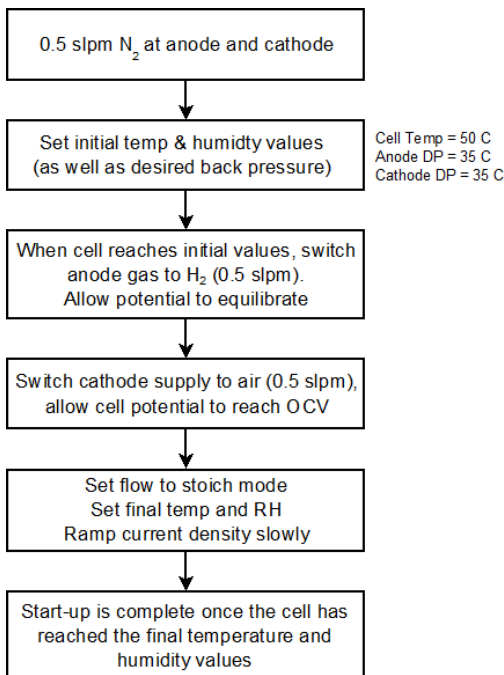 0.5 slpm N₂ at anode and cathode
Set initial temp & humidty values
(as well as desired back pressure)
Cell Temp = 50 C
Anode DP = 35 C
Cathode DP = 35 C
When cell reaches initial values, switch
anode gas to H₂ (0.5 slpm).
Allow potential to equilibrate
Switch cathode supply to air (0.5 slpm),
allow cell potential to reach OCV
Set flow to stoich mode
Set final temp and RH
Ramp current density slowly
Start-up is complete once the cell has
reached the final temperature and
humidity values